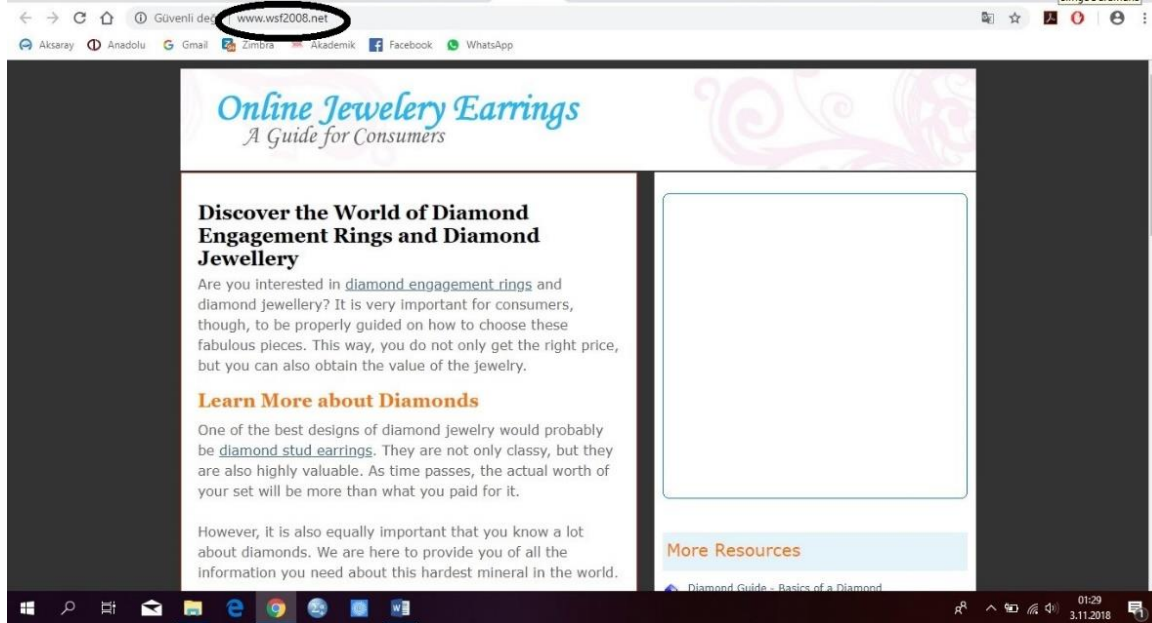 Güvenli değ
www.wsf2008.net
Aksaray Anadolu Gmail Zimbra Akademik Facebook WhatsApp
Online Jewelery Earrings
A Guide for Consumers
Discover the World of Diamond
Engagement Rings and Diamond
Jewellery
Are you interested in diamond engagement rings and
diamond jewellery? It is very important for consumers,
though, to be properly guided on how to choose these
fabulous pieces. This way, you do not only get the right price,
but you can also obtain the value of the jewelry.
Learn More about Diamonds
One of the best designs of diamond jewelry would probably
be diamond stud earrings. They are not only classy, but they
are also highly valuable. As time passes, the actual worth of
your set will be more than what you paid for it.
However, it is also equally important that you know a lot
about diamonds. We are here to provide you of all the
information you need about this hardest mineral in the world.
More Resources
Diamond Guide - Basics of a Diamond
01:29
3.11.2018